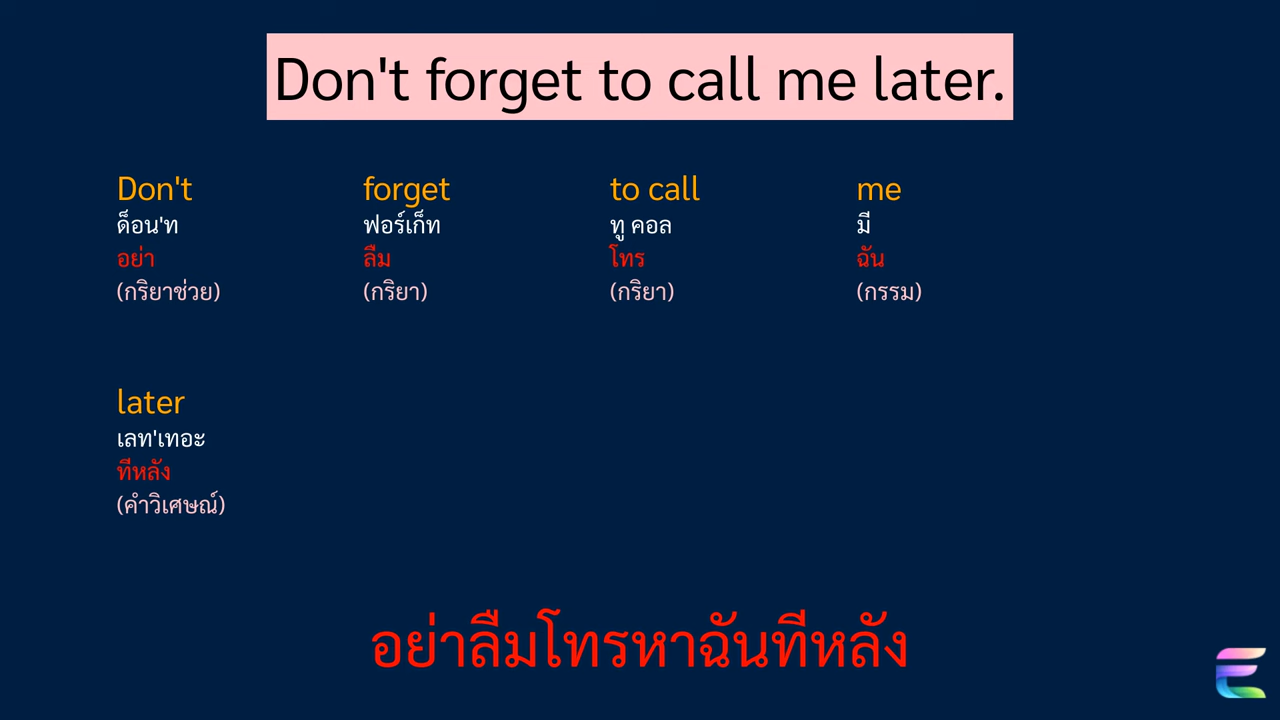 Don't forget to call me later.
Don't
ด็อน'ท
อย่า
(กริยาช่วย)
forget
ฟอร์เก็ท
ลืม
(กริยา)
to call
ทู คอล
โทร
(กริยา)
me
มี
ฉัน
(กรรม)
later
เลท'เทอะ
ทีหลัง
(คำวิเศษณ์)
อย่าลืมโทรหาฉันทีหลัง